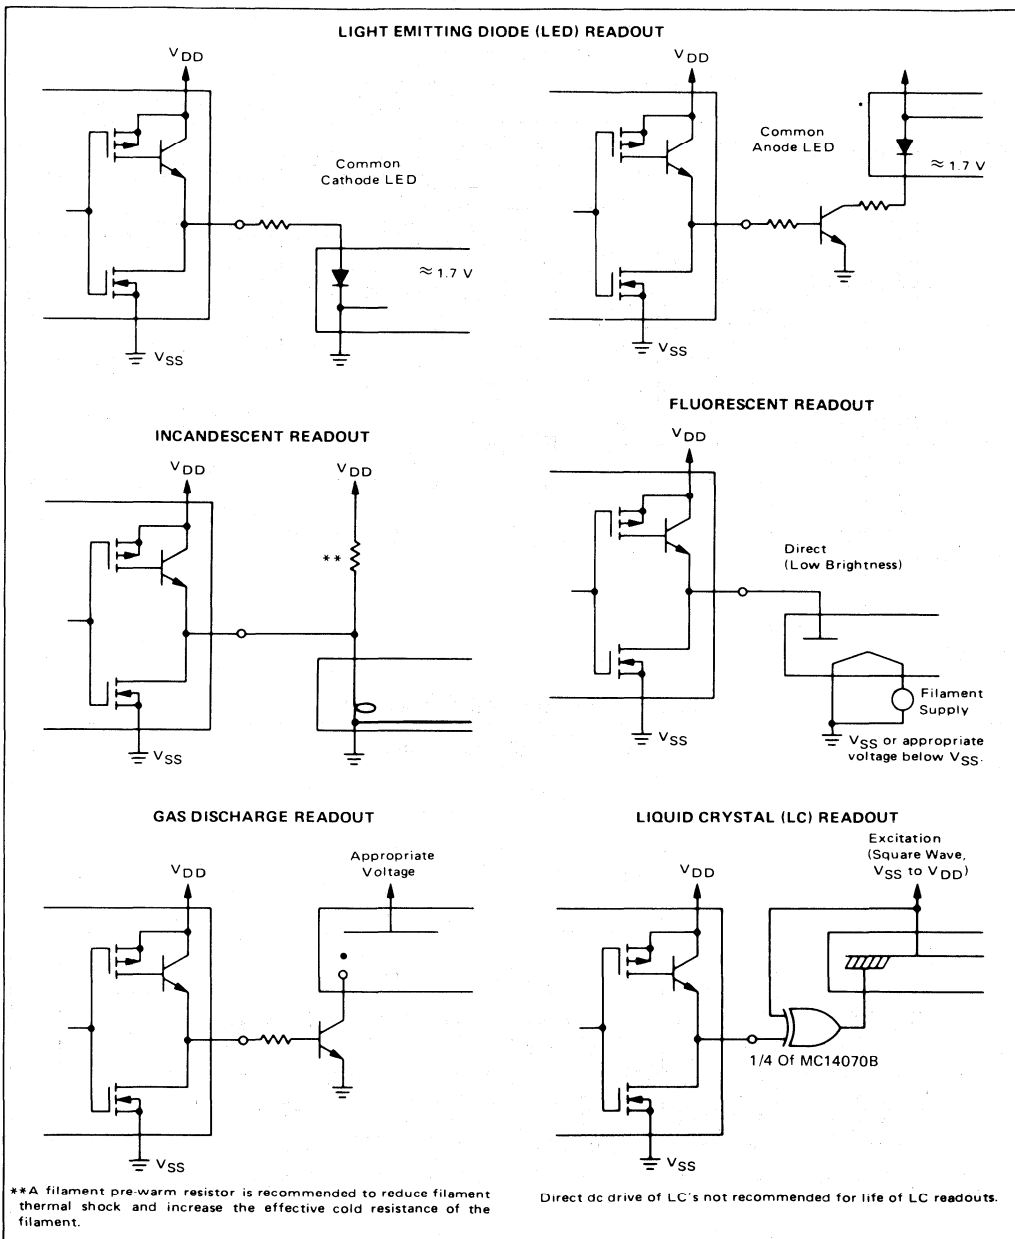 LIGHT EMITTING DIODE (LED) READOUT
VDD
Common
Cathode LED
≈ 1.7 V
VSS
VDD
Common
Anode LED
≈ 1.7 V
VSS
INCANDESCENT READOUT
VDD
VDD
**
VSS
FLUORESCENT READOUT
VDD
Direct
(Low Brightness)
Filament
Supply
VSS
VSS or appropriate
voltage below VSS.
GAS DISCHARGE READOUT
VDD
Appropriate
Voltage
VSS
LIQUID CRYSTAL (LC) READOUT
VDD
Excitation
(Square Wave,
VSS to VDD)
1/4 Of MC14070B
VSS
**A filament pre-warm resistor is recommended to reduce filament
thermal shock and increase the effective cold resistance of the
filament.
Direct dc drive of LC's not recommended for life of LC readouts.